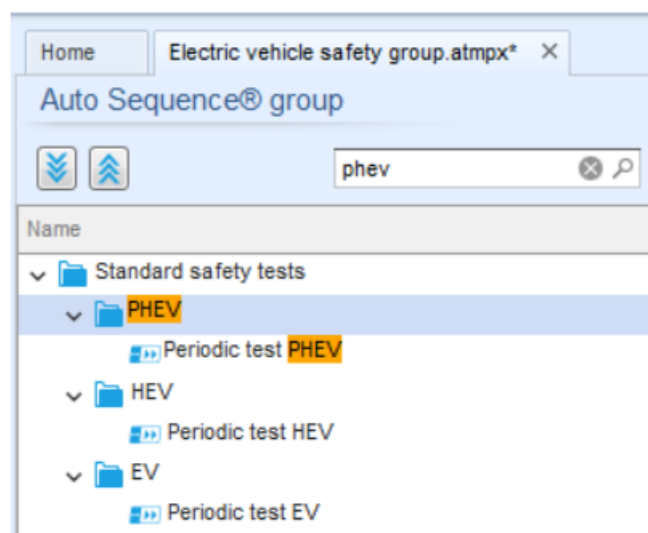 Home Electric vehicle safety group.atmpx*
Auto Sequence® group
phev
Name
Standard safety tests
PHEV
Periodic test PHEV
HEV
Periodic test HEV
EV
Periodic test EV